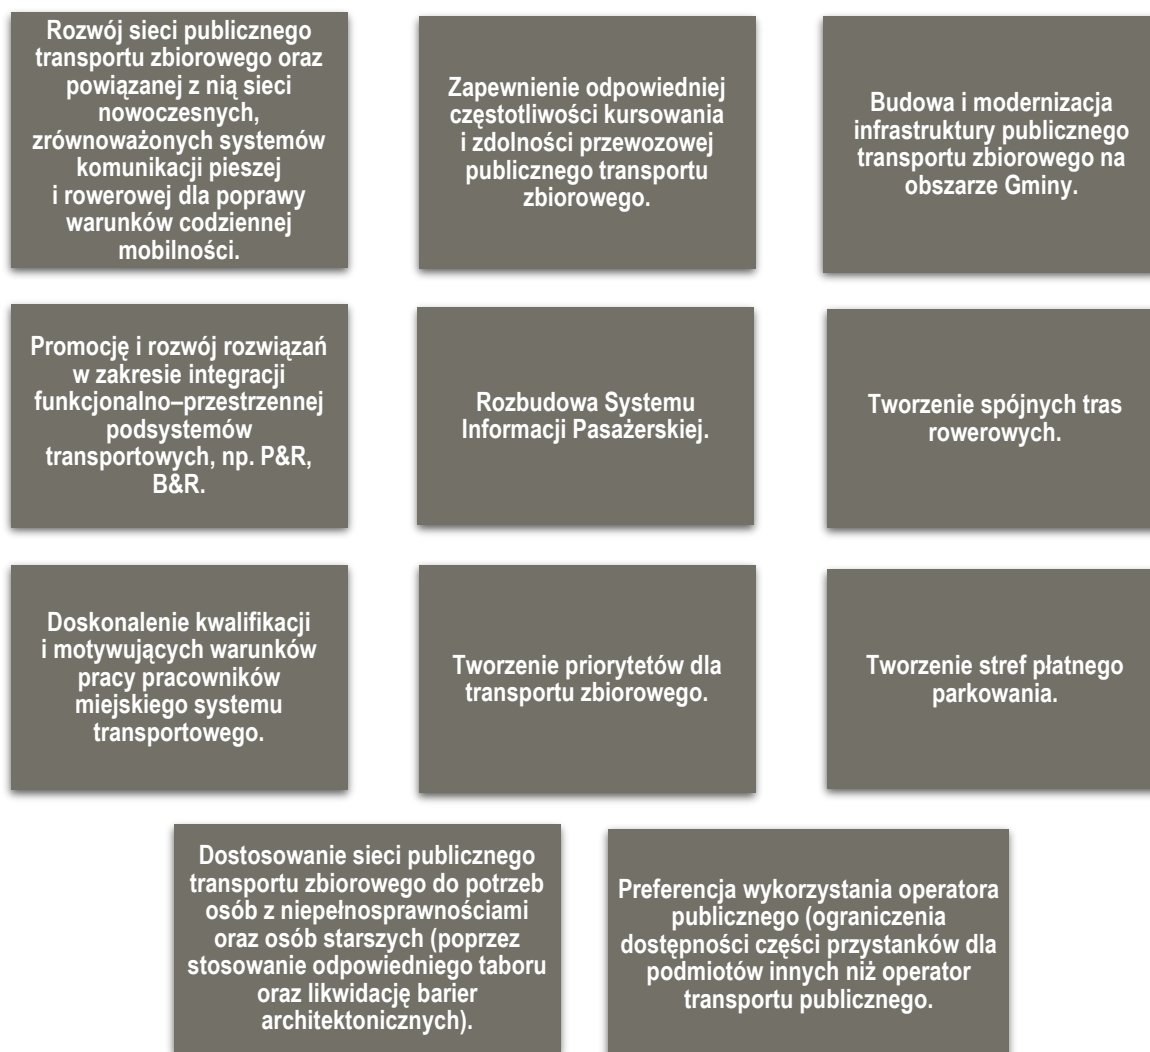 Rozwój sieci publicznego
transportu zbiorowego oraz
powiązanej z nią sieci
nowoczesnych,
zrównoważonych systemów
komunikacji pieszej
i rowerowej dla poprawy
warunków codziennej
mobilności.
Zapewnienie odpowiedniej
częstotliwości kursowania
i zdolności przewozowej
publicznego transportu
zbiorowego.
Budowa i modernizacja
infrastruktury publicznego
transportu zbiorowego na
obszarze Gminy.
Promocję i rozwój rozwiązań
w zakresie integracji
funkcjonalno–przestrzennej
podsystemów
transportowych, np. P&R,
B&R.
Rozbudowa Systemu
Informacji Pasażerskiej.
Tworzenie spójnych tras
rowerowych.
Doskonalenie kwalifikacji
i motywujących warunków
pracy pracowników
miejskiego systemu
transportowego.
Tworzenie priorytetów dla
transportu zbiorowego.
Tworzenie stref płatnego
parkowania.
Dostosowanie sieci publicznego
transportu zbiorowego do potrzeb
osób z niepełnosprawnościami
oraz osób starszych (poprzez
stosowanie odpowiedniego taboru
oraz likwidację barier
architektonicznych).
Preferencja wykorzystania operatora
publicznego (ograniczenia
dostępności części przystanków dla
podmiotów innych niż operator
transportu publicznego.